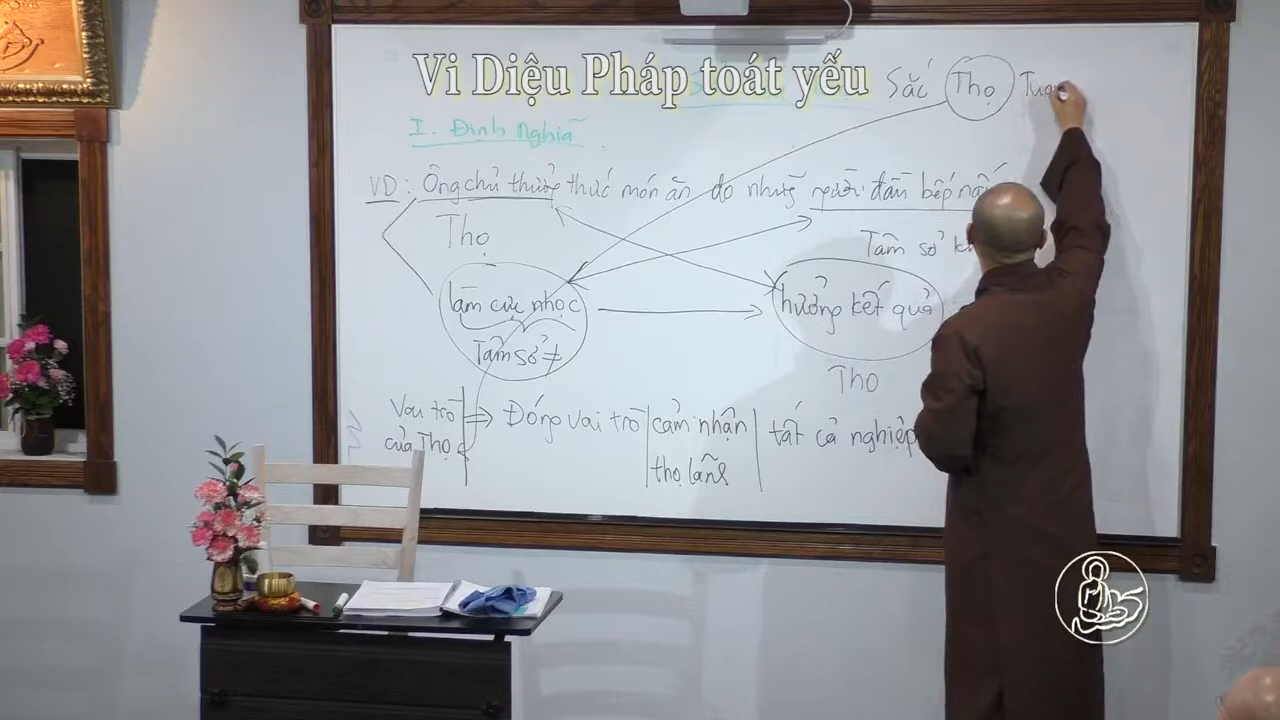 Vi Diệu Pháp toát yếu
Sắc Thọ Tưởn
I. Định Nghĩa
VD: Ông chủ thưởng thức món ăn do những người đầu bếp nấu
Thọ
Tâm sở
làm cực nhọc
hưởng kết quả
Tâm sở ≠
Thọ
Vai trò ⇒ Đóng vai trò cảm nhận tất cả nghiệp
của Thọ
thọ lãnh